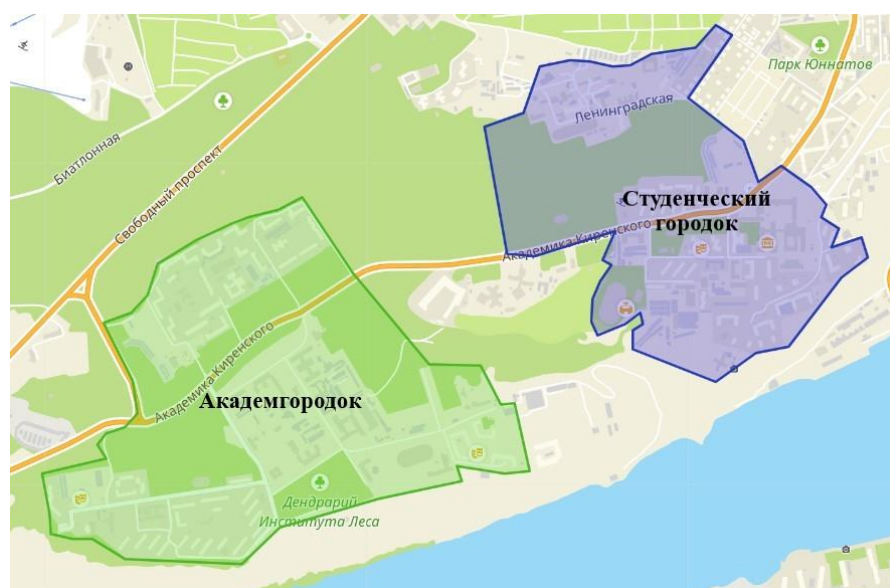 Парк Юннатов
Ленинградская
Биатлонная
Свободный проспект
Студенческий
городок
Академика Киренского
Академика Киренского
Академгородок
Дендрарий
Института Леса